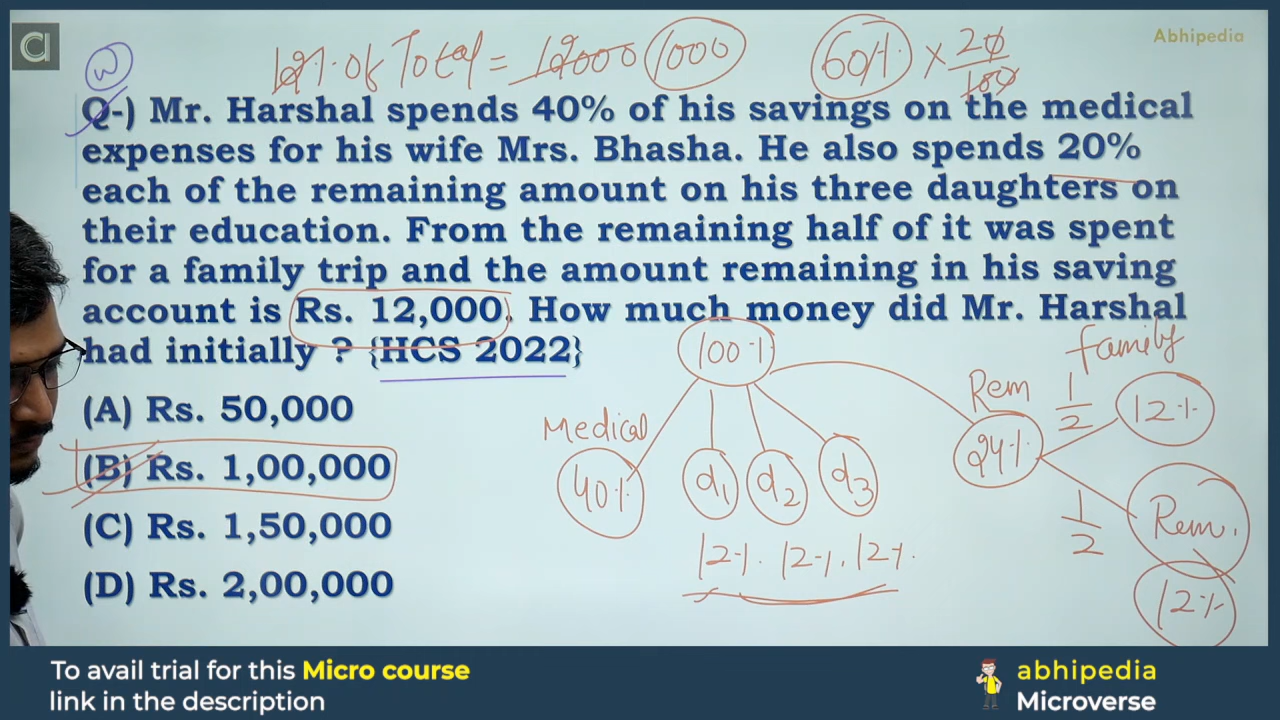 Abhipedia
a
12% of Total = 12000 1000 60% × 20/100
Q-) Mr. Harshal spends 40% of his savings on the medical
expenses for his wife Mrs. Bhasha. He also spends 20%
each of the remaining amount on his three daughters on
their education. From the remaining half of it was spent
for a family trip and the amount remaining in his saving
account is Rs. 12,000. How much money did Mr. Harshal
had initially ? {HCS 2022}
(A) Rs. 50,000
(B) Rs. 1,00,000
(C) Rs. 1,50,000
(D) Rs. 2,00,000
100%
Medical
40%
d1 d2 d3
12%. 12%. 12%.
Rem
24%
family
1/2 12%
1/2 Rem.
12%
To avail trial for this Micro course
link in the description
abhipedia
Microverse